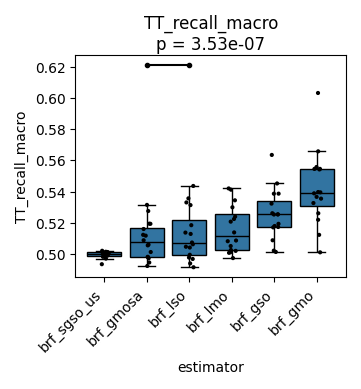 TT_recall_macro
p = 3.53e-07
TT_recall_macro
0.62
0.60
0.58
0.56
0.54
0.52
0.50
brf_sgso_us
brf_gmosa
brf_lso
brf_lmo
brf_gso
brf_gmo
estimator